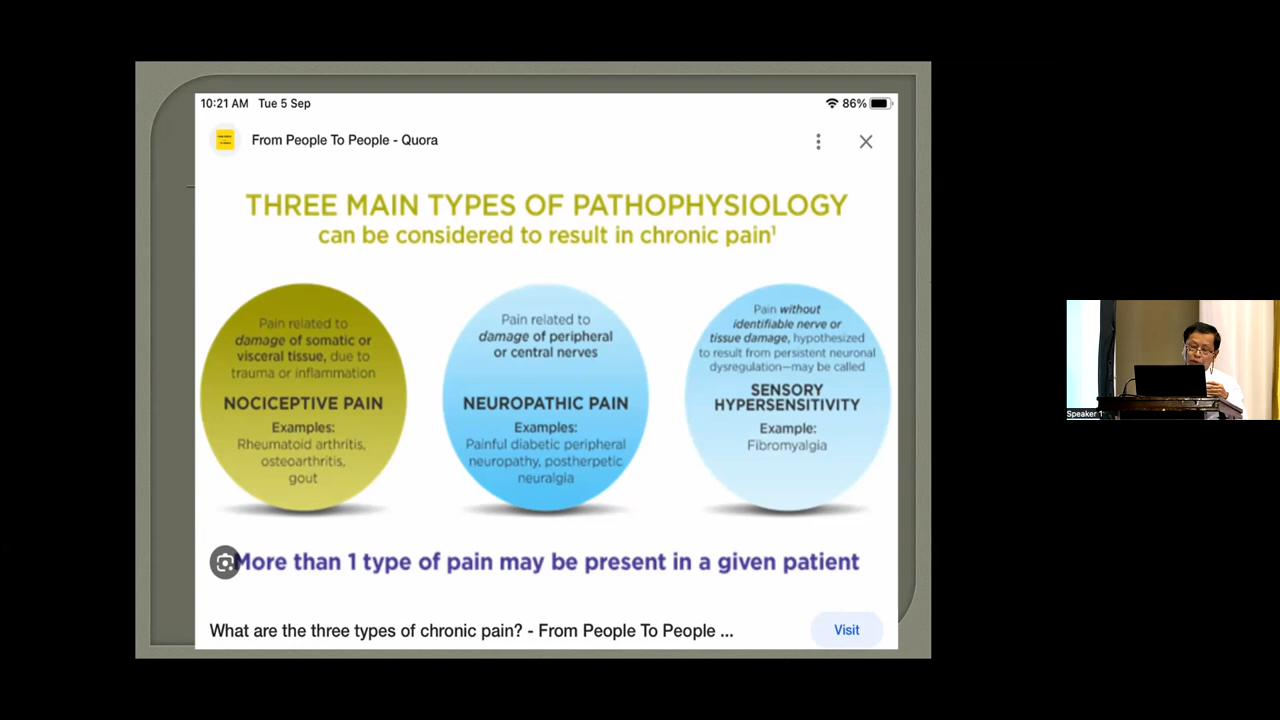 10:21 AM Tue 5 Sep
86%
From People To People - Quora
THREE MAIN TYPES OF PATHOPHYSIOLOGY
can be considered to result in chronic pain¹
Pain related to
damage of somatic or
visceral tissue, due to
trauma or inflammation
NOCICEPTIVE PAIN
Examples:
Rheumatoid arthritis,
osteoarthritis,
gout
Pain related to
damage of peripheral
or central nerves
NEUROPATHIC PAIN
Examples:
Painful diabetic peripheral
neuropathy, postherpetic
neuralgia
Pain without
identifiable nerve or
tissue damage, hypothesized
to result from persistent neuronal
dysregulation—may be called
SENSORY
HYPERSENSITIVITY
Example:
Fibromyalgia
More than 1 type of pain may be present in a given patient
What are the three types of chronic pain? - From People To People ...
Visit
Speaker 1